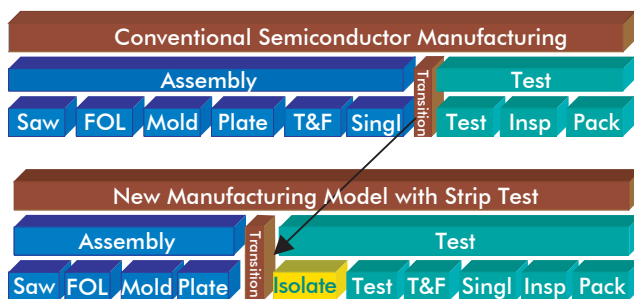 Conventional Semiconductor Manufacturing
Assembly Transition Test
Saw FOL Mold Plate T&F Singl Test Insp Pack
New Manufacturing Model with Strip Test
Assembly Transition Test
Saw FOL Mold Plate Isolate Test T&F Singl Insp Pack